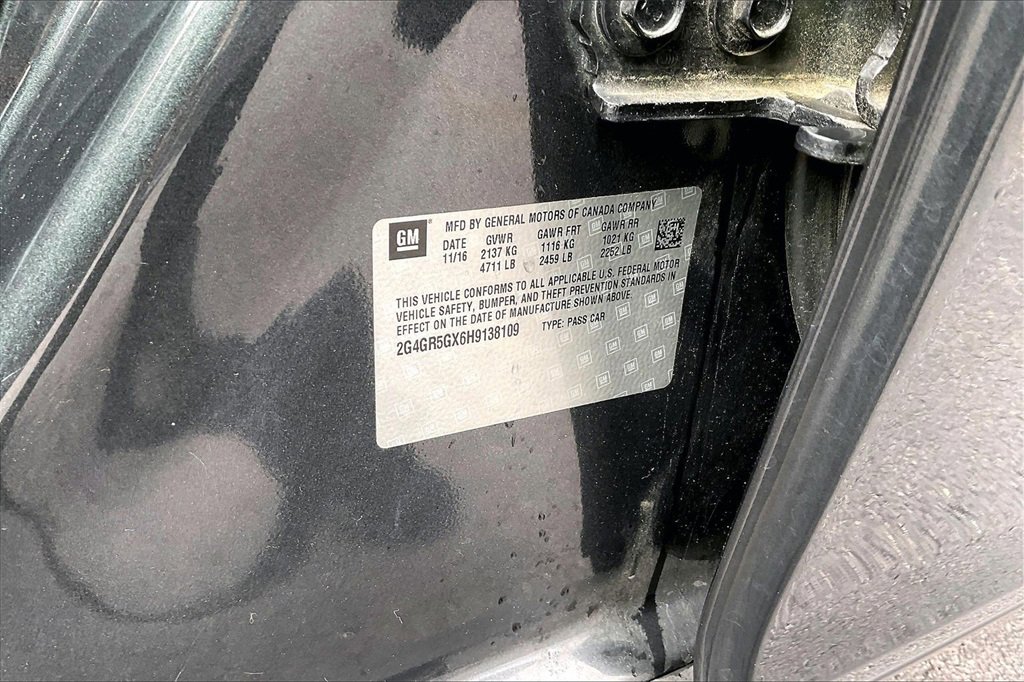 GM MFD BY GENERAL MOTORS OF CANADA COMPANY
DATE GVWR GAWR FRT GAWR RR
11/16 2137 KG 1116 KG 1021 KG
4711 LB 2459 LB 2252 LB
THIS VEHICLE CONFORMS TO ALL APPLICABLE U.S. FEDERAL MOTOR
VEHICLE SAFETY, BUMPER, AND THEFT PREVENTION STANDARDS IN
EFFECT ON THE DATE OF MANUFACTURE SHOWN ABOVE.
2G4GR5GX6H9138109 TYPE: PASS CAR